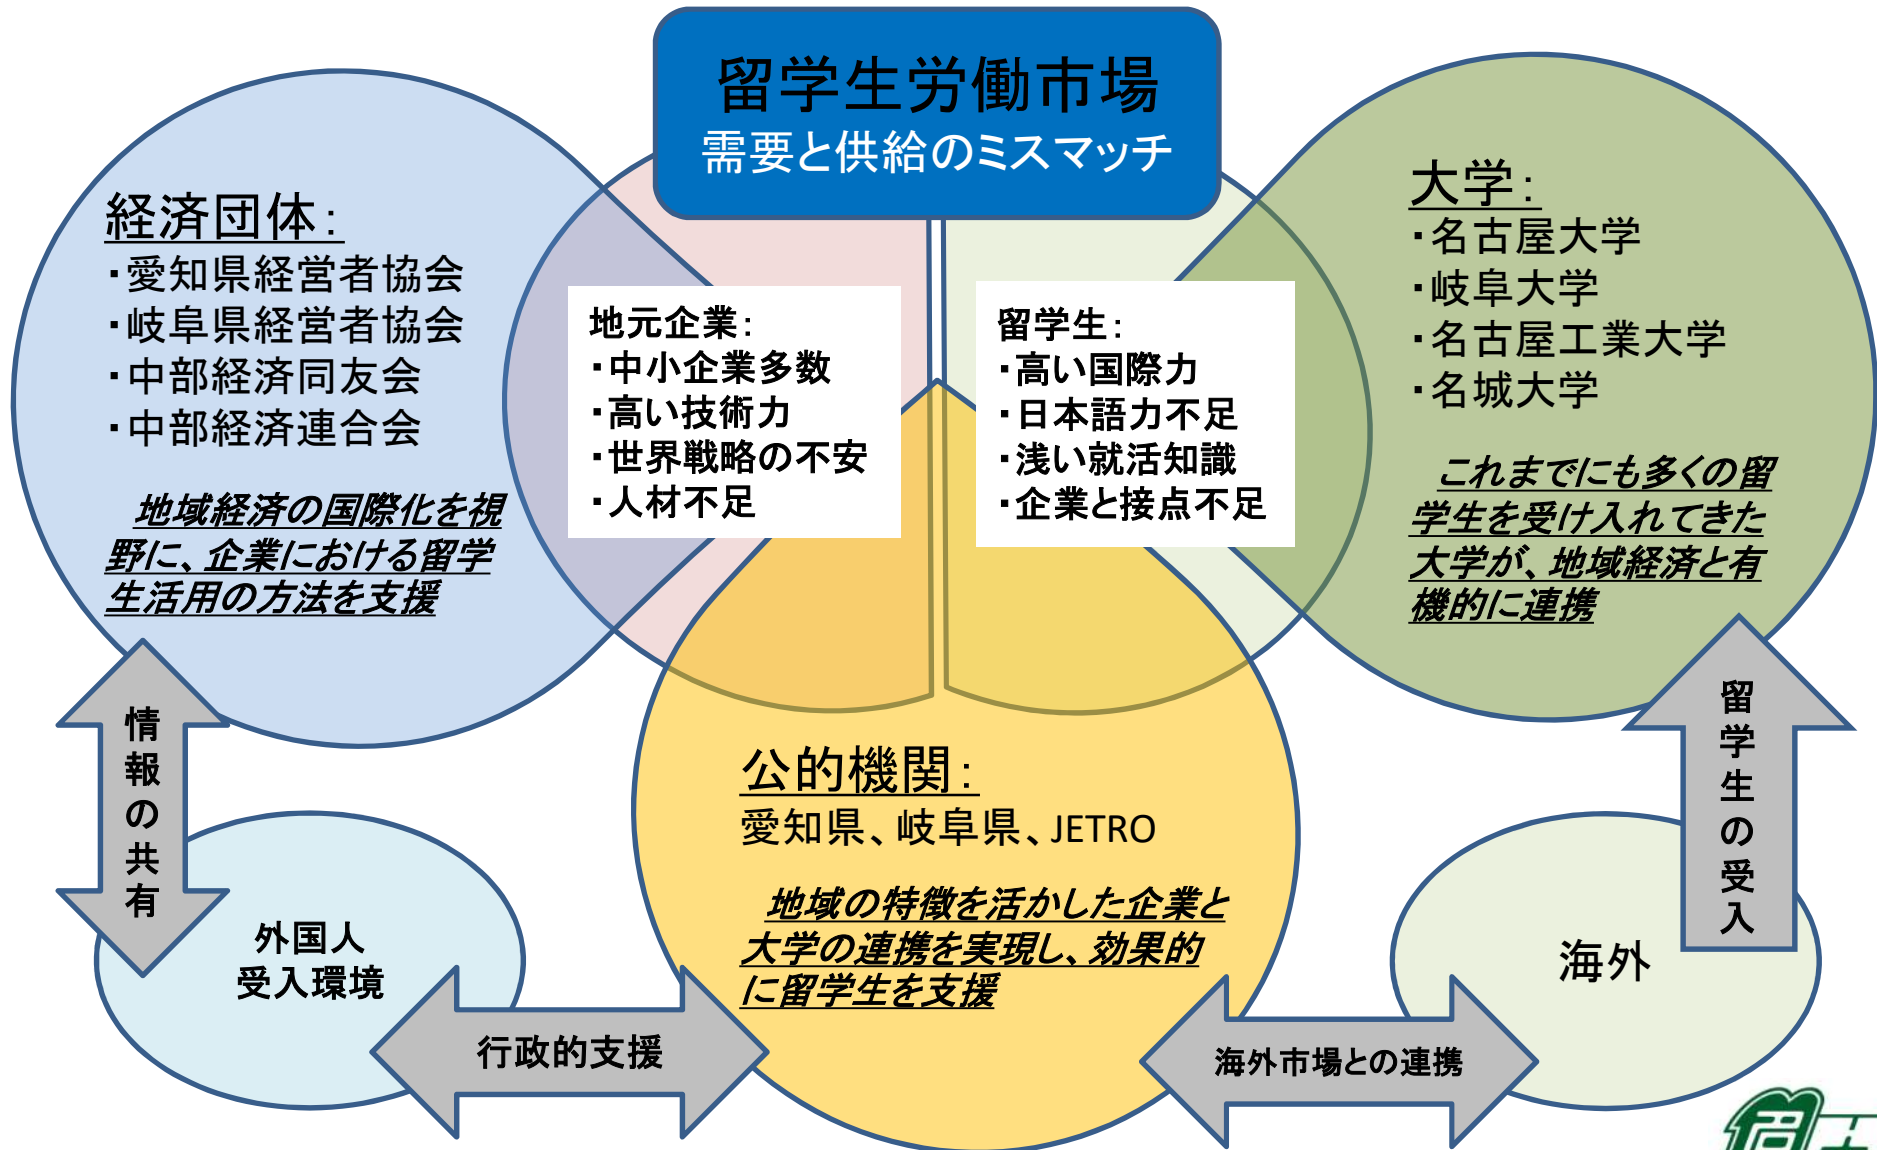 留学生労働市場
需要と供給のミスマッチ
経済団体：
・愛知県経営者協会
・岐阜県経営者協会
・中部経済同友会
・中部経済連合会
地域経済の国際化を視
野に、企業における留学
生活用の方法を支援
地元企業：
・中小企業多数
・高い技術力
・世界戦略の不安
・人材不足
留学生：
・高い国際力
・日本語力不足
・浅い就活知識
・企業と接点不足
大学：
・名古屋大学
・岐阜大学
・名古屋工業大学
・名城大学
これまでにも多くの留
学生を受け入れてきた
大学が、地域経済と有
機的に連携
情報の共有
留学生の受入
公的機関：
愛知県、岐阜県、JETRO
地域の特徴を活かした企業と
大学の連携を実現し、効果的
に留学生を支援
外国人
受入環境
海外
行政的支援
海外市場との連携